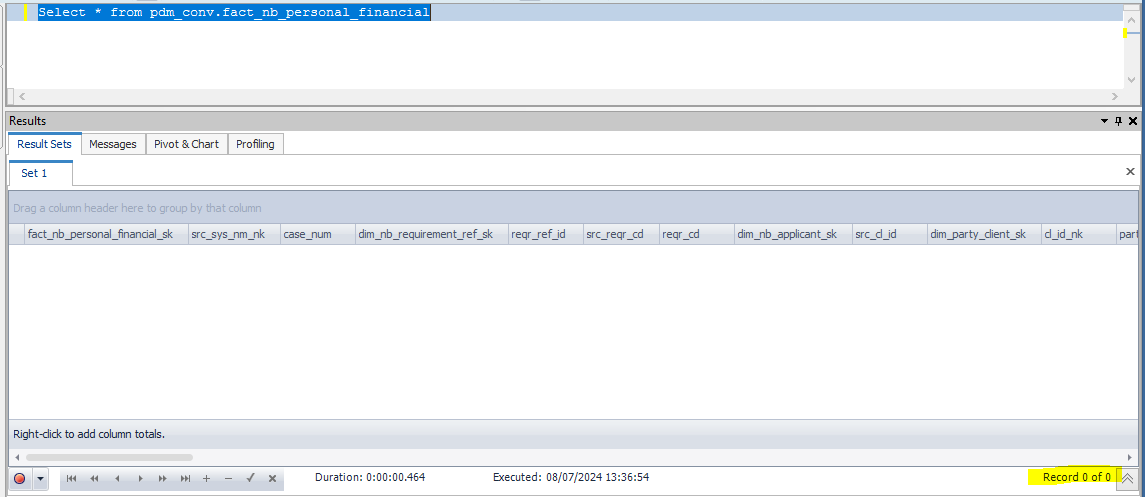 Select * from pdm_conv.fact_nb_personal_financial
Results
Result Sets Messages Pivot & Chart Profiling
Set 1
Drag a column header here to group by that column
fact_nb_personal_financial_sk src_sys_nm_nk case_num dim_nb_requirement_ref_sk reqr_ref_id src_reqr_cd reqr_cd dim_nb_applicant_sk src_cl_id dim_party_client_sk cl_id_nk part
Right-click to add column totals.
Duration: 0:00:00.464 Executed: 08/07/2024 13:36:54 Record 0 of 0